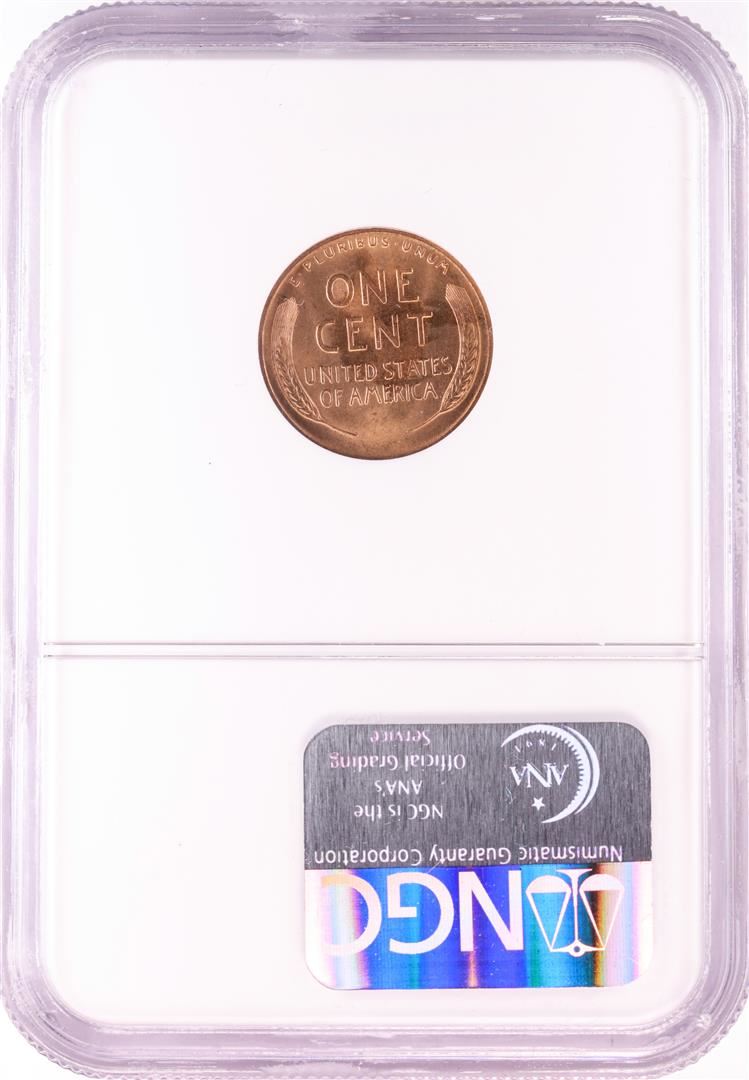 E · PLURIBUS · UNUM
ONE
CENT
UNITED STATES
OF AMERICA
NGC
Numismatic Guaranty Corporation
NGC is the
ANA's
Official Grading
Service
ANA
1891